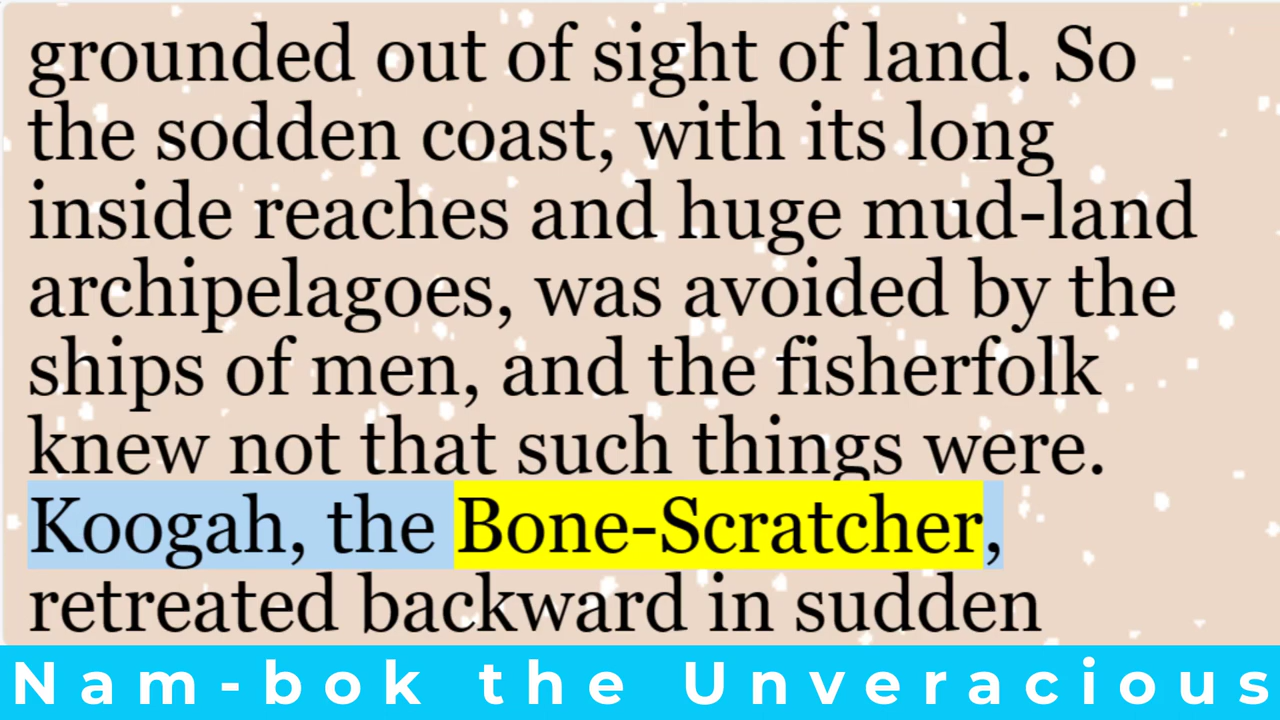 grounded out of sight of land. So
the sodden coast, with its long
inside reaches and huge mud-land
archipelagoes, was avoided by the
ships of men, and the fisherfolk
knew not that such things were.
Koogah, the Bone-Scratcher,
retreated backward in sudden
Nam-bok the Unveracious